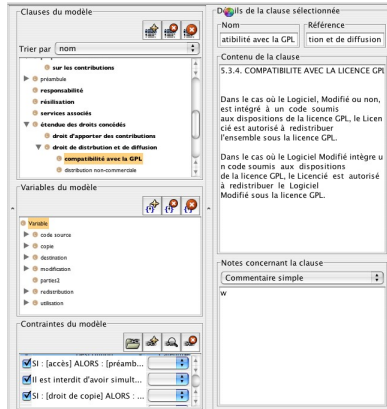 Clauses du modèle
Trier par nom
sur les contributions
préambule
responsabilité
résilisation
services associés
étendue des droits concédés
droit d'apporter des contributions
droit de distrbution et de diffusion
compatibilité avec la GPL
distribution non-commerciale
Variables du modèle
Variable
code source
copie
destination
modification
parties2
redistribution
utilisation
Contraintes du modèle
SI : [accès] ALORS : [préamb...
Il est interdit d'avoir simult...
SI : [droit de copie] ALORS : ...
Détails de la clause sélectionnée
Nom Référence
atibilité avec la GPL tion et de diffusion
Contenu de la clause
5.3.4. COMPATIBILITE AVEC LA LICENCE GPL
Dans le cas où le Logiciel, Modifié ou non,
est intégré à un code soumis
aux dispositions de la licence GPL, le Licen
cié est autorisé à redistribuer
l'ensemble sous la licence GPL.
Dans le cas où le Logiciel Modifié intègre u
n code soumis aux dispositions
de la licence GPL, le Licencié est autorisé
à redistribuer le Logiciel
Modifié sous la licence GPL.
Notes concernant la clause
Commentaire simple
w